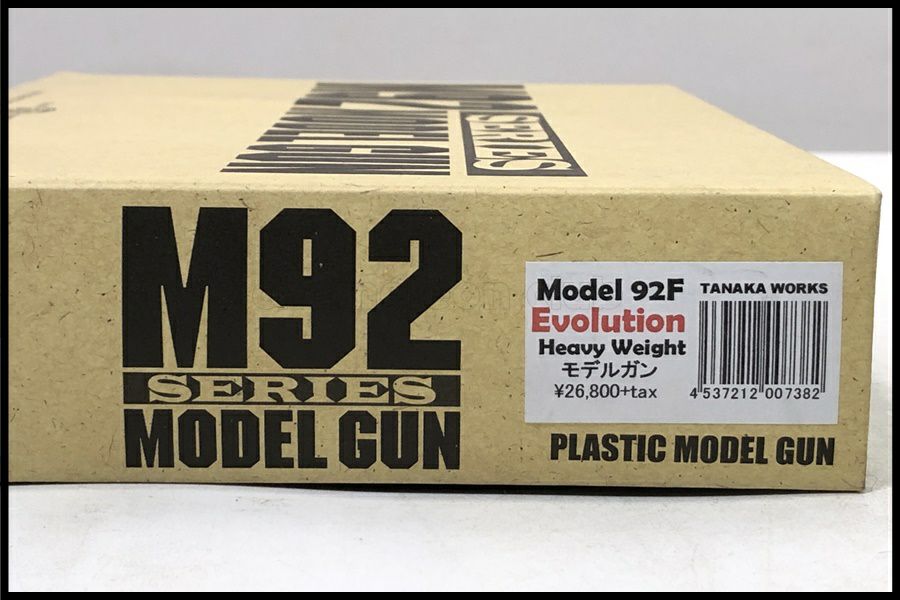 SERIES
M92
SERIES
MODEL GUN
Model 92F
Evolution
Heavy Weight
モデルガン
¥26,800+tax
TANAKA WORKS
4 537212 007382
PLASTIC MODEL GUN